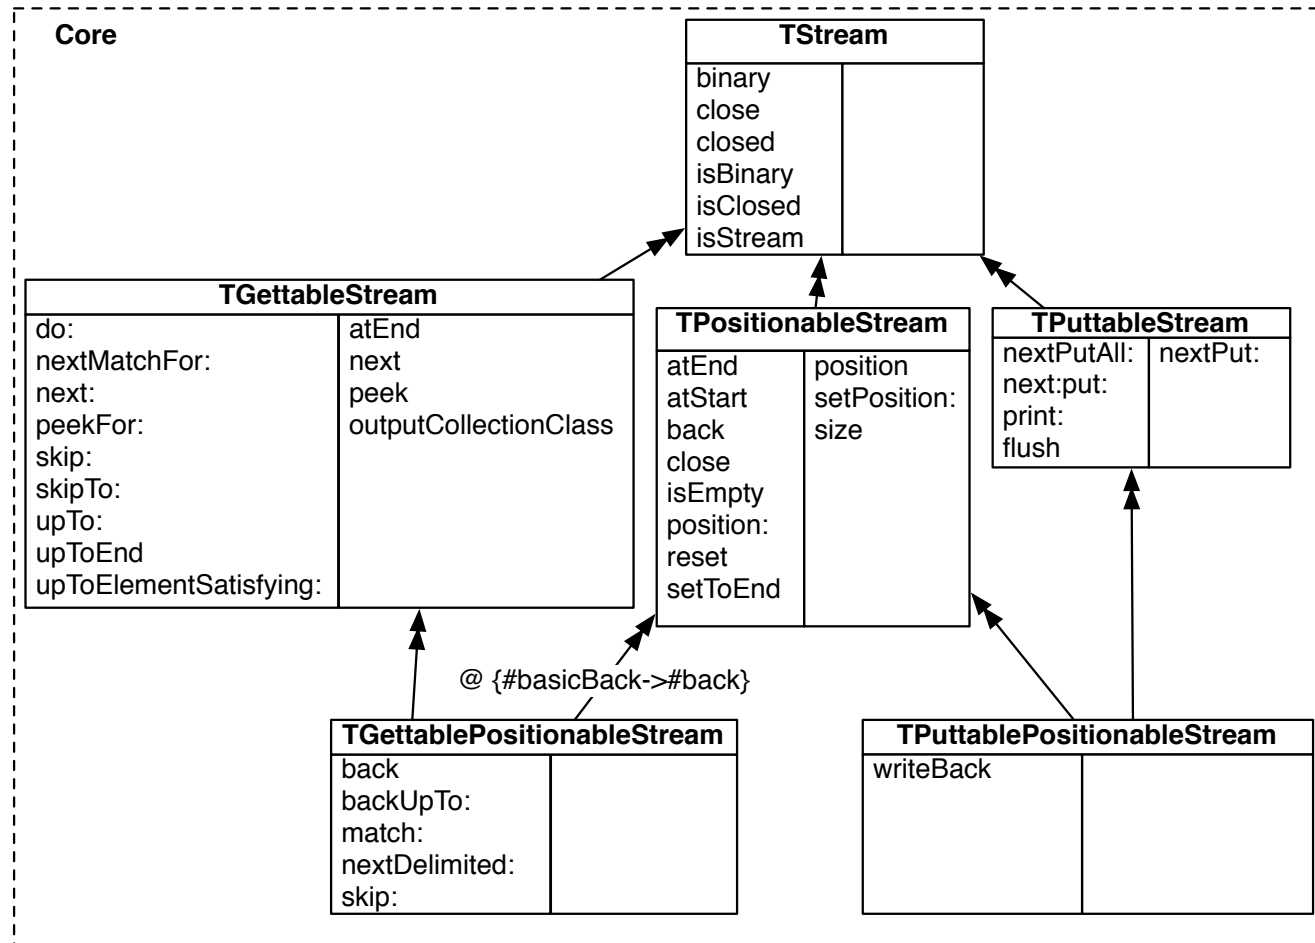 Core
TStream
binary
close
closed
isBinary
isClosed
isStream
TGettableStream
do:
nextMatchFor:
next:
peekFor:
skip:
skipTo:
upTo:
upToEnd
upToElementSatisfying:
atEnd
next
peek
outputCollectionClass
TPositionableStream
atEnd
atStart
back
close
isEmpty
position:
reset
setToEnd
position
setPosition:
size
TPuttableStream
nextPutAll:
next:put:
print:
flush
nextPut:
@ {#basicBack->#back}
TGettablePositionableStream
back
backUpTo:
match:
nextDelimited:
skip:
TPuttablePositionableStream
writeBack